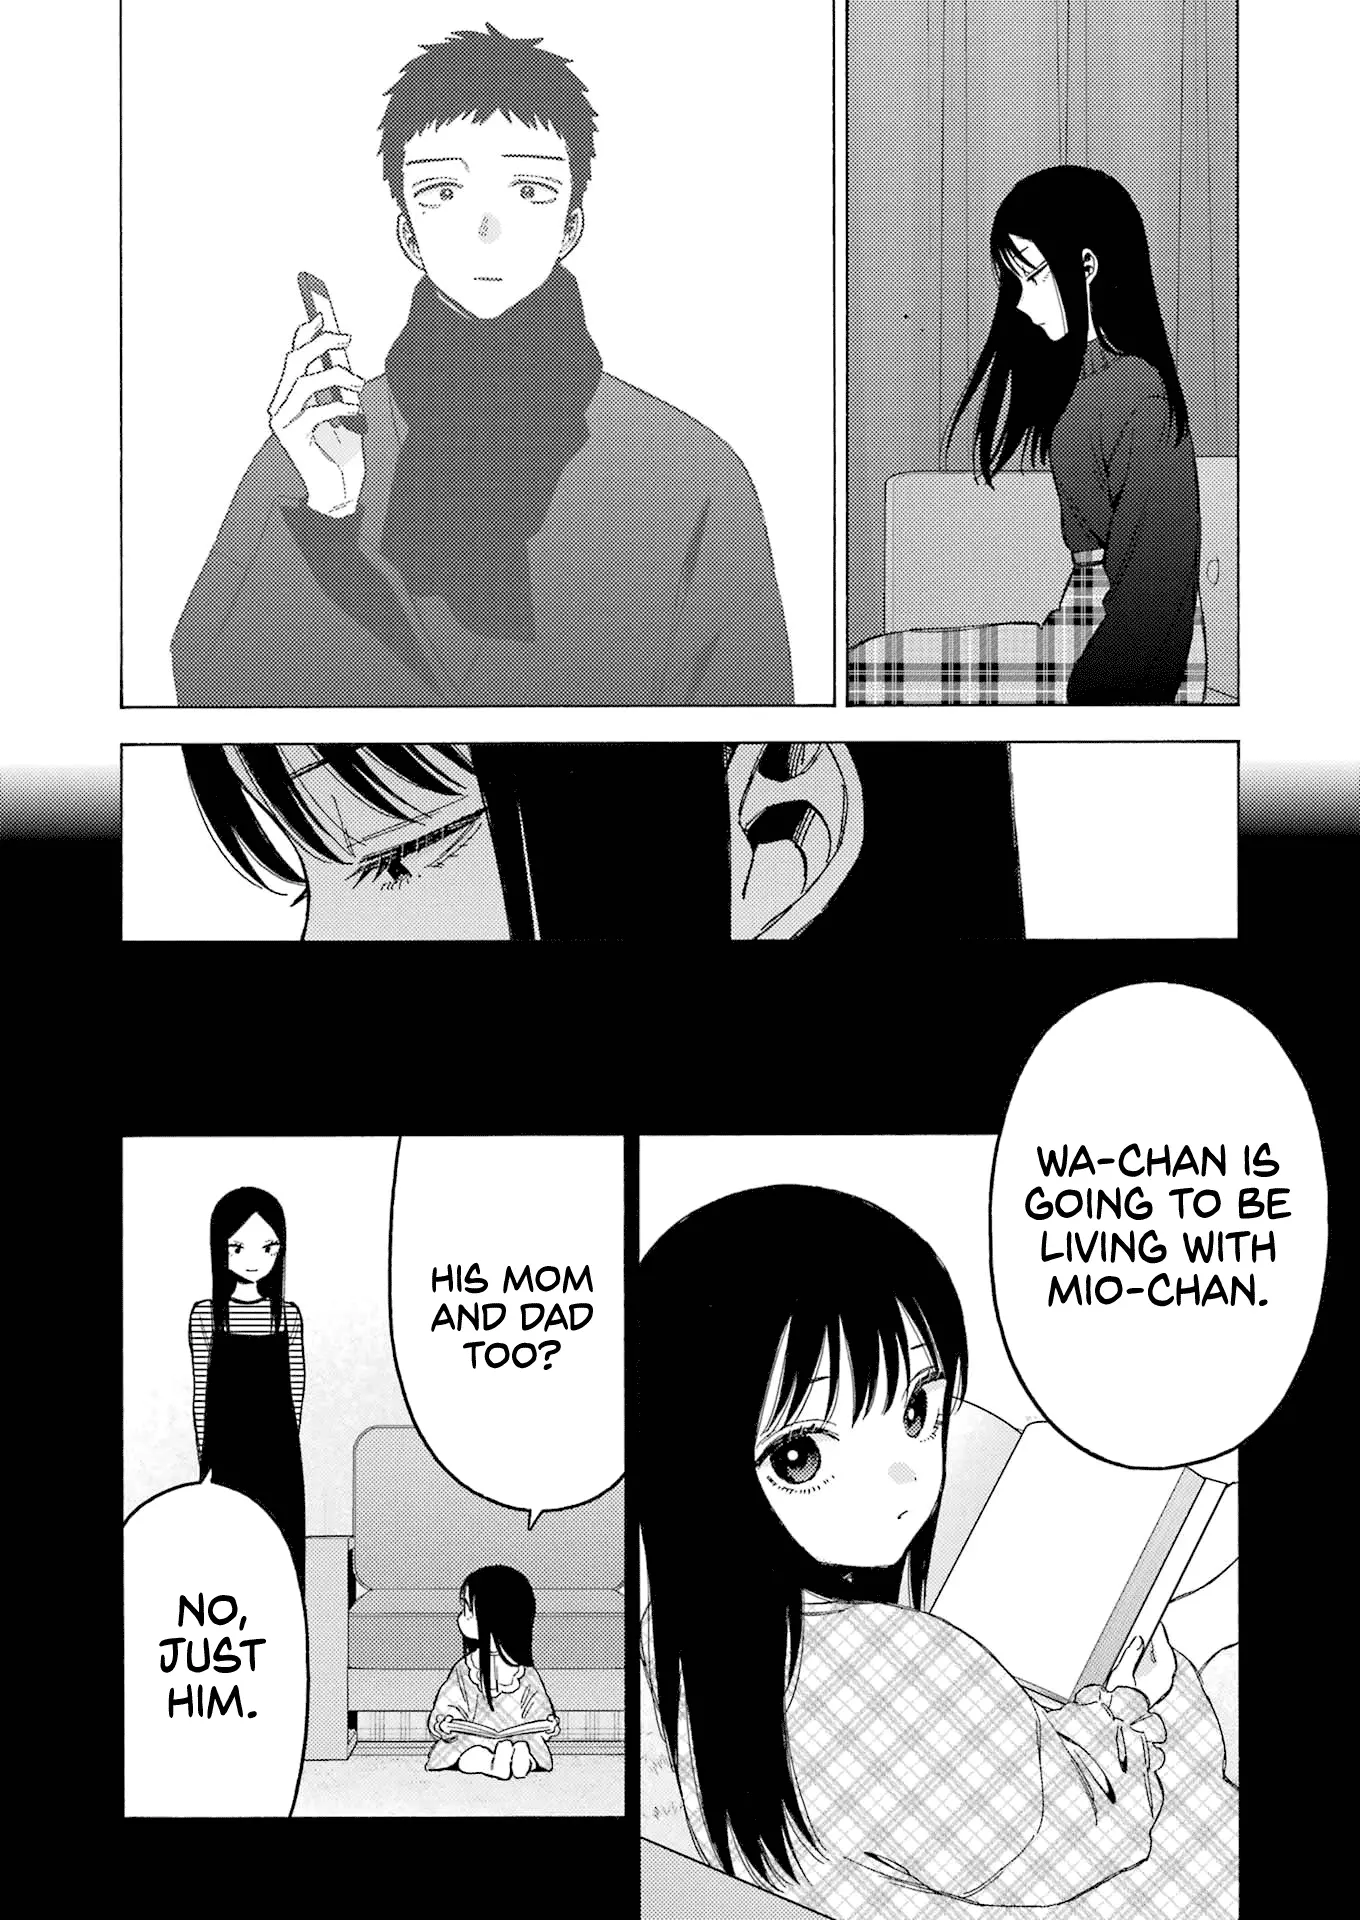 WA-CHAN IS
GOING TO BE
LIVING WITH
MIO-CHAN.
HIS MOM
AND DAD
TOO?
NO,
JUST
HIM.